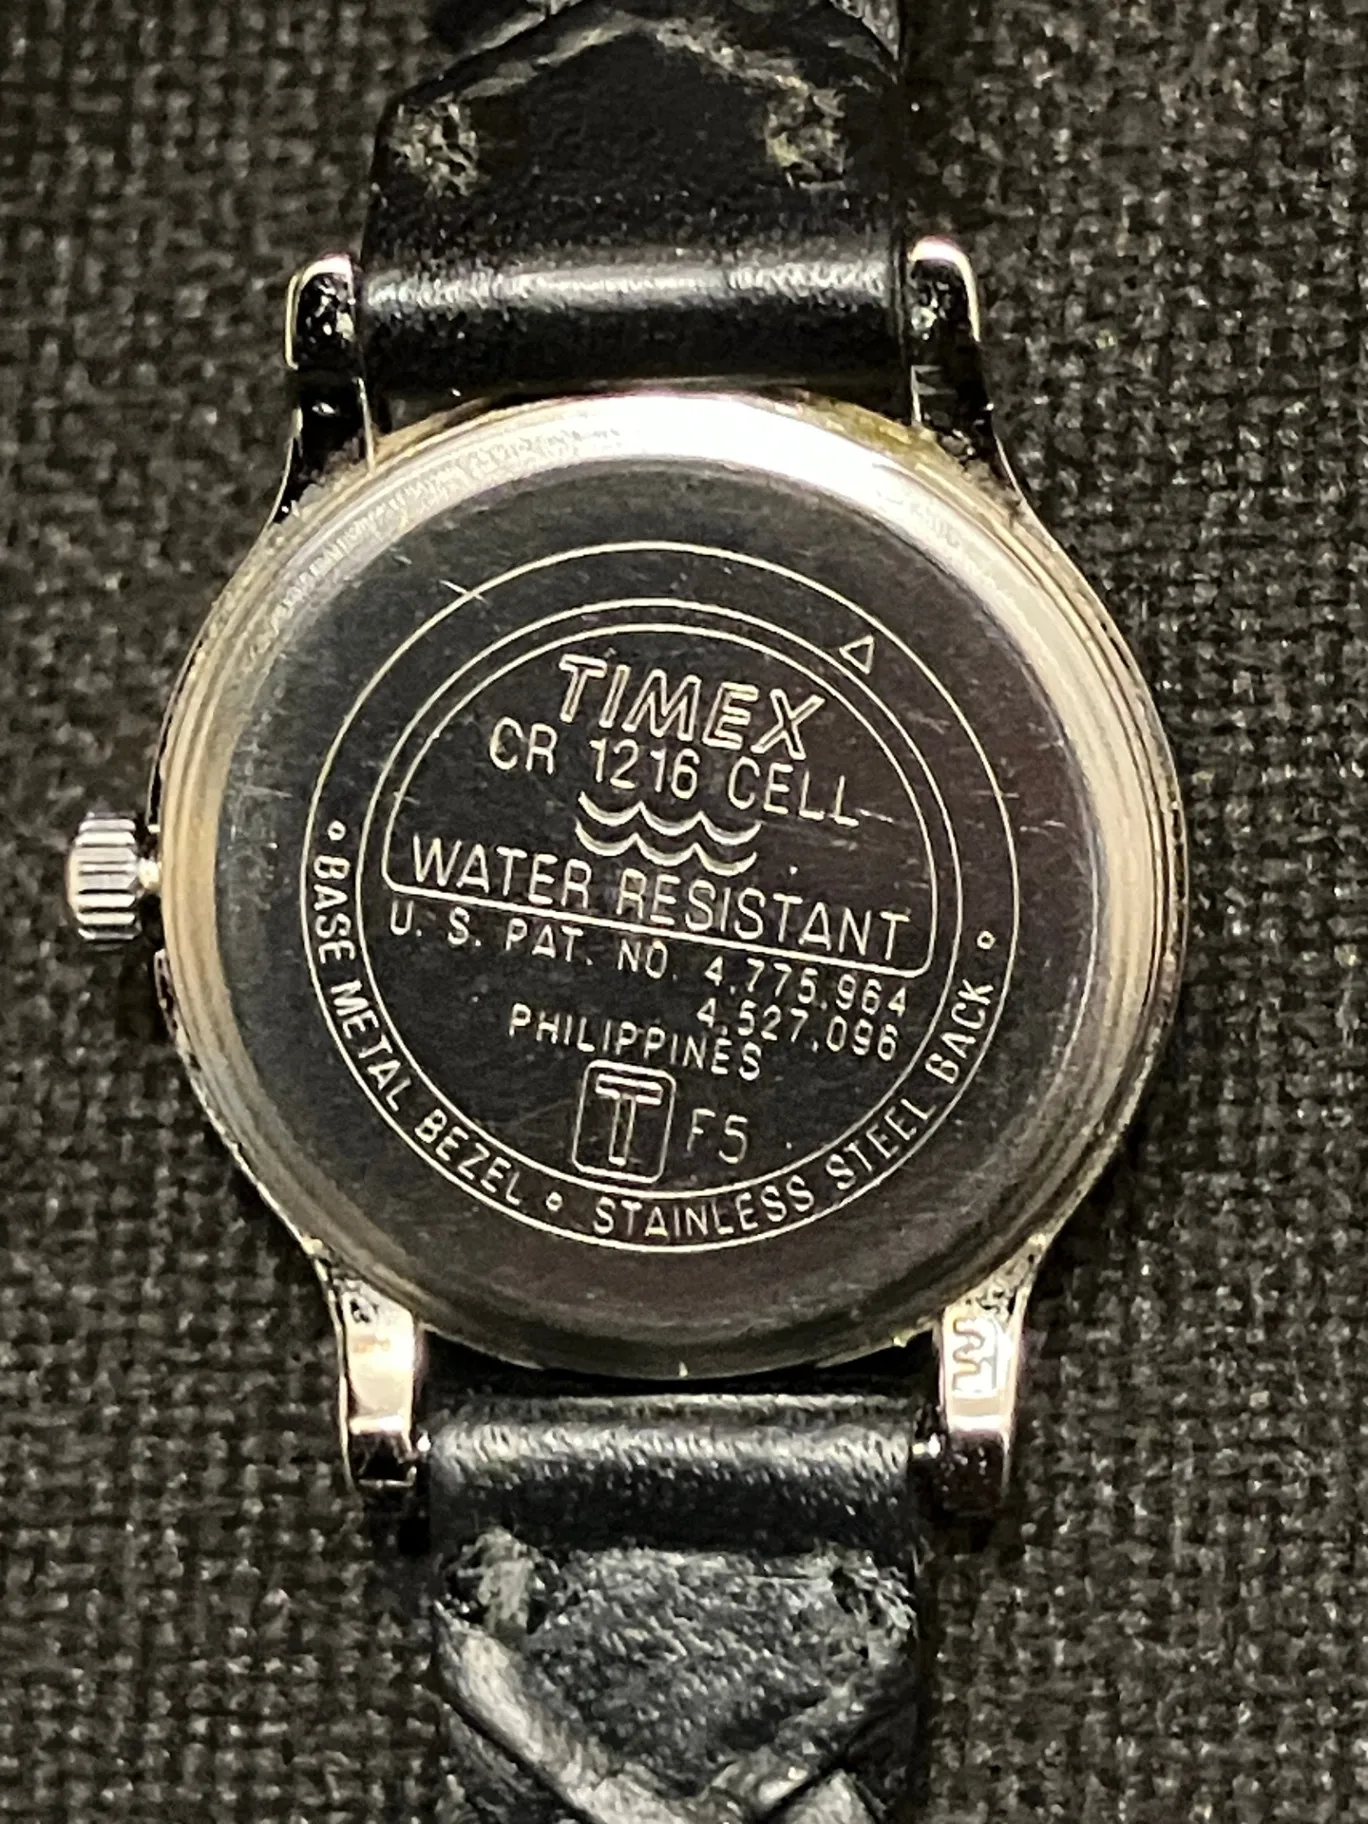 TIMEX
CR 1216 CELL
WATER RESISTANT
U. S. PAT. NO. 4,775,964
4,527,096
PHILIPPINES
T F5
BASE METAL BEZEL
STAINLESS STEEL BACK